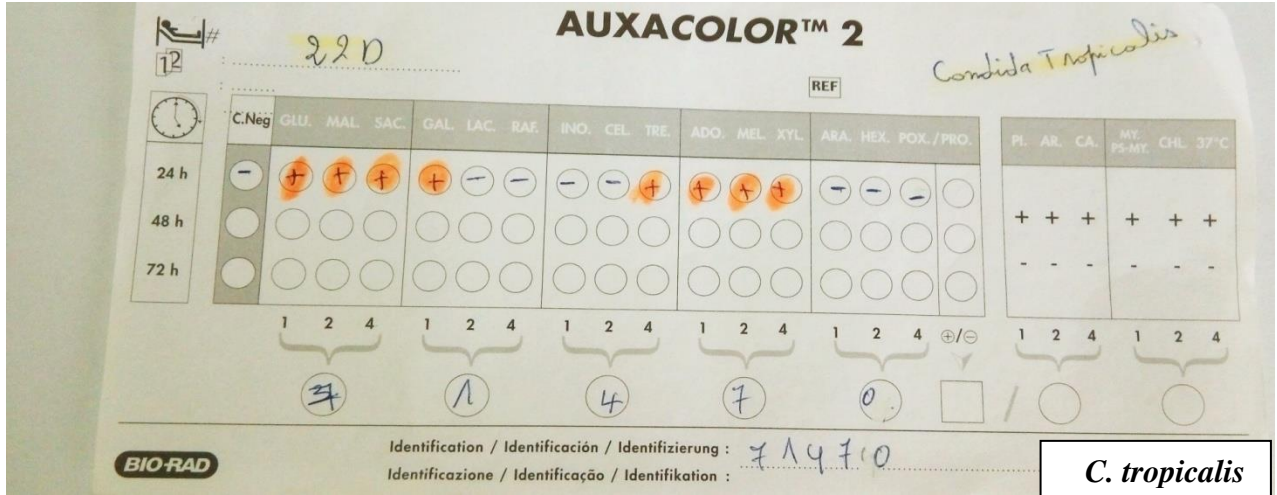 AUXACOLOR™ 2
# 22D
Candida Tropicalis
12
REF
C.Neg GLU. MAL. SAC. GAL. LAC. RAF. INO. CEL. TRE. ADO. MEL. XYL. ARA. HEX. POX./PRO. PI. AR. CA. MY. PS-MY. CHL. 37°C
24 h - + + + + - - - - + + + + - - -
48 h + + + + + +
72 h - - - - - -
1 2 4 1 2 4 1 2 4 1 2 4 1 2 4 ⊕/⊖ 1 2 4 1 2 4
7 1 4 7 0 /
Identification / Identificación / Identifizierung : 71470
Identificazione / Identificação / Identifikation :
BIO-RAD
C. tropicalis